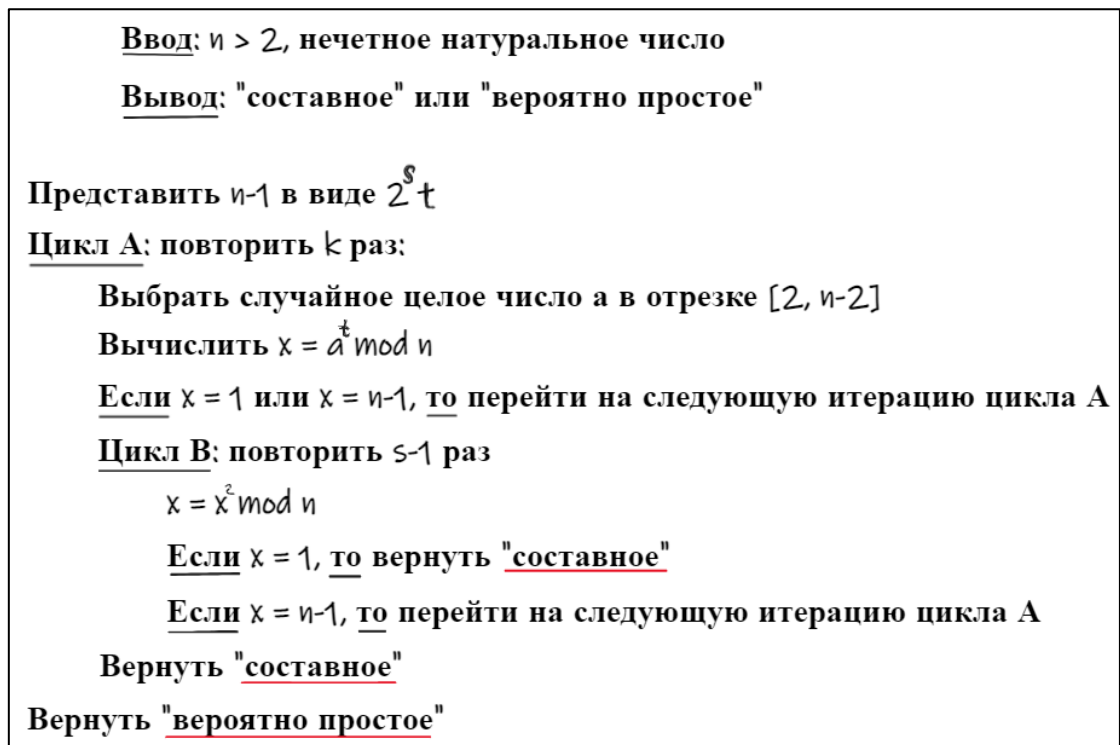 Ввод: n > 2, нечетное натуральное число
Вывод: "составное" или "вероятно простое"
Представить n-1 в виде 2^s t
Цикл А: повторить k раз:
Выбрать случайное целое число а в отрезке [2, n-2]
Вычислить x = a^t mod n
Если x = 1 или x = n-1, то перейти на следующую итерацию цикла А
Цикл В: повторить s-1 раз
x = x² mod n
Если x = 1, то вернуть "составное"
Если x = n-1, то перейти на следующую итерацию цикла А
Вернуть "составное"
Вернуть "вероятно простое"